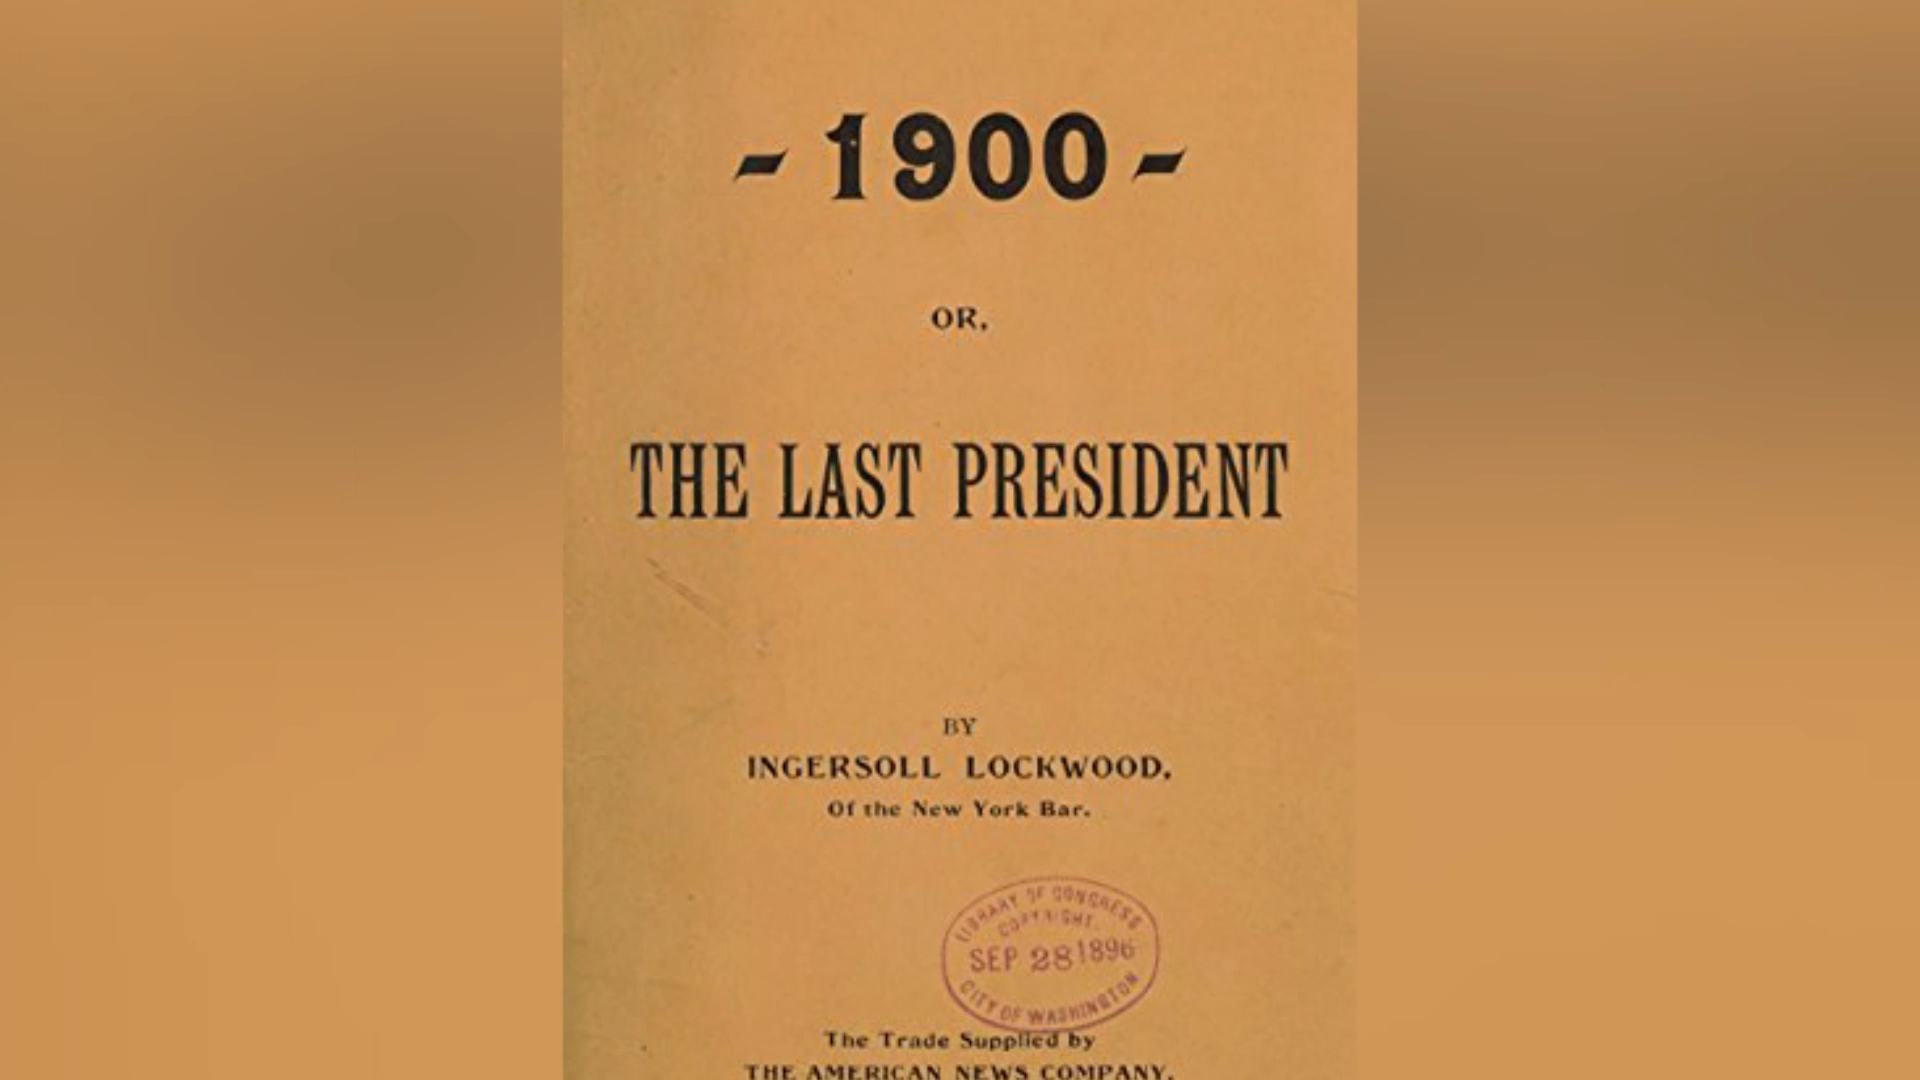 - 1900 -
OR,
THE LAST PRESIDENT
BY
INGERSOLL LOCKWOOD,
Of the New York Bar.
LIBRARY OF CONGRESS
COPYRIGHT.
SEP 28 1896
CITY OF WASHINGTON
The Trade Supplied by
THE AMERICAN NEWS COMPANY.